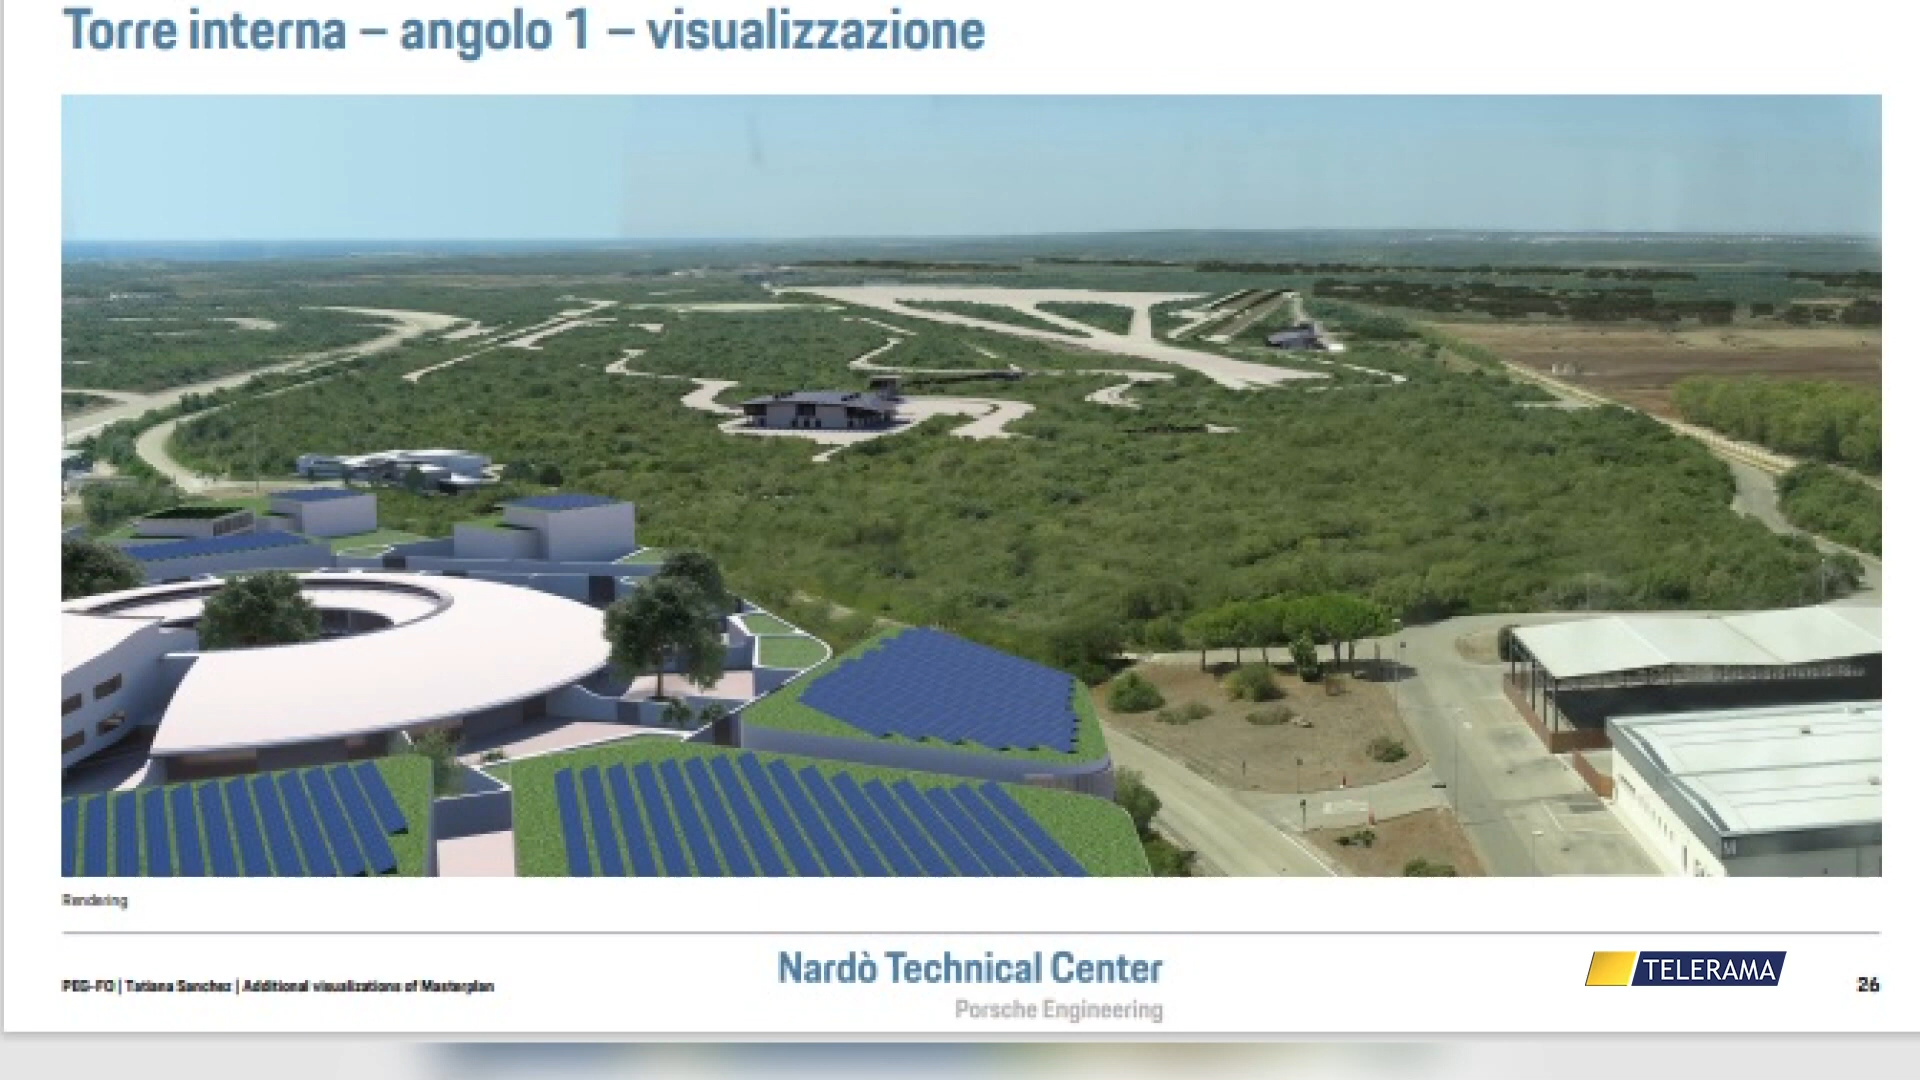 Torre interna – angolo 1 – visualizzazione
Rendering
PEG-FO | Tatiana Sanchez | Additional visualizations of Masterplan
Nardò Technical Center
Porsche Engineering
TELERAMA
26